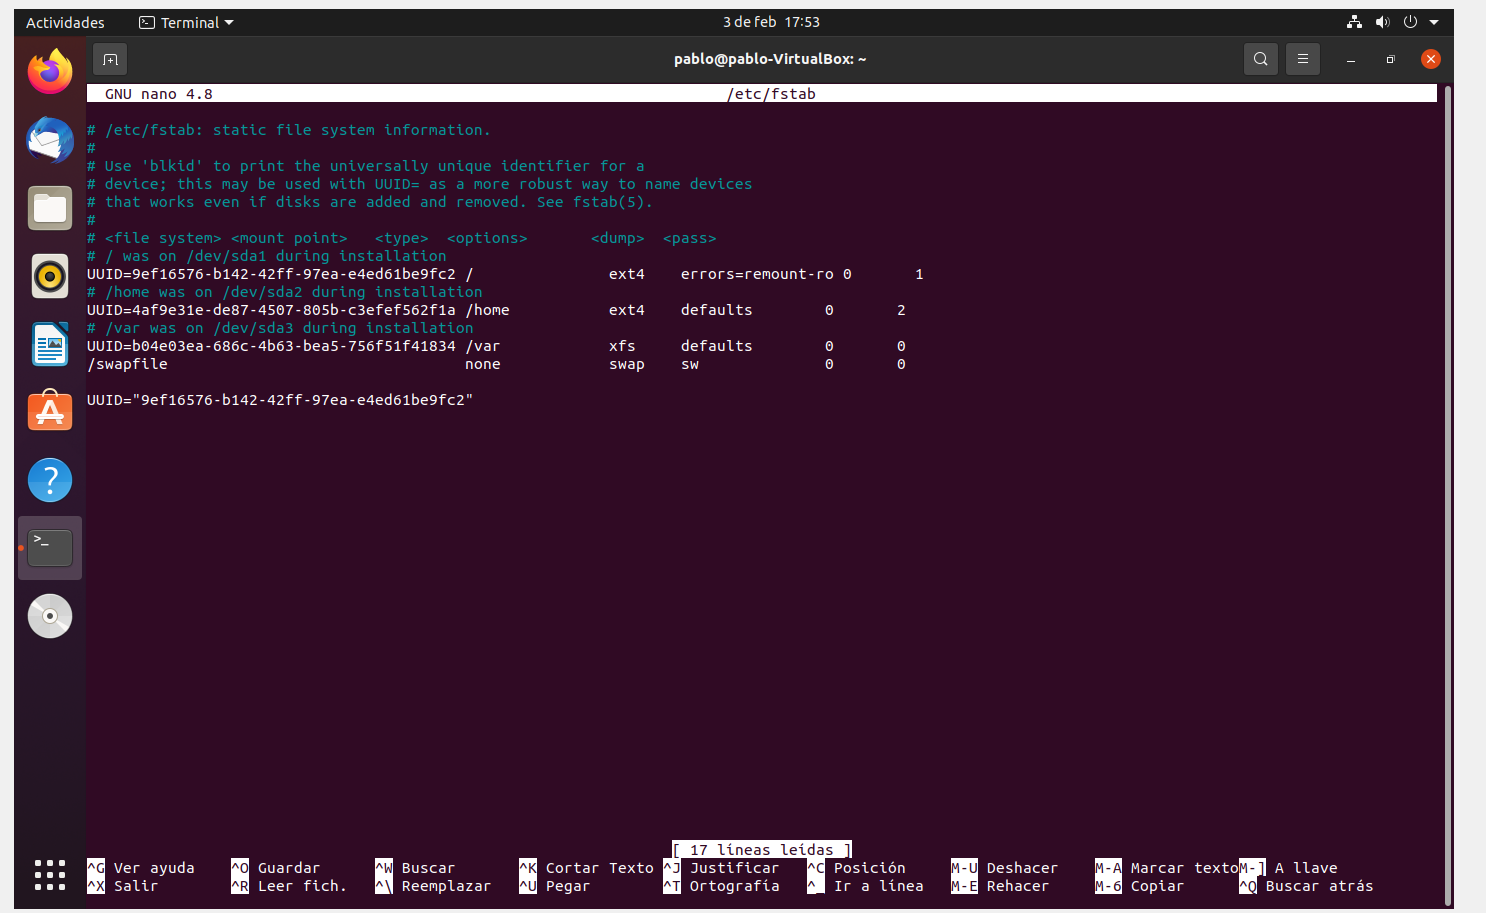 Actividades Terminal 3 de feb 17:53
pablo@pablo-VirtualBox: ~
GNU nano 4.8 /etc/fstab
# /etc/fstab: static file system information.
#
# Use 'blkid' to print the universally unique identifier for a
# device; this may be used with UUID= as a more robust way to name devices
# that works even if disks are added and removed. See fstab(5).
#
# <file system> <mount point>   <type>  <options>       <dump>  <pass>
# / was on /dev/sda1 during installation
UUID=9ef16576-b142-42ff-97ea-e4ed61be9fc2 /               ext4    errors=remount-ro 0       1
# /home was on /dev/sda2 during installation
UUID=4af9e31e-de87-4507-805b-c3efef562f1a /home           ext4    defaults        0       2
# /var was on /dev/sda3 during installation
UUID=b04e03ea-686c-4b63-bea5-756f51f41834 /var            xfs     defaults        0       0
/swapfile                                 none            swap    sw              0       0
UUID="9ef16576-b142-42ff-97ea-e4ed61be9fc2"
[ 17 líneas leídas ]
^G Ver ayuda ^O Guardar ^W Buscar ^K Cortar Texto ^J Justificar ^C Posición M-U Deshacer M-A Marcar texto M-] A llave
^X Salir ^R Leer fich. ^\ Reemplazar ^U Pegar ^T Ortografía ^_ Ir a línea M-E Rehacer M-6 Copiar ^Q Buscar atrás